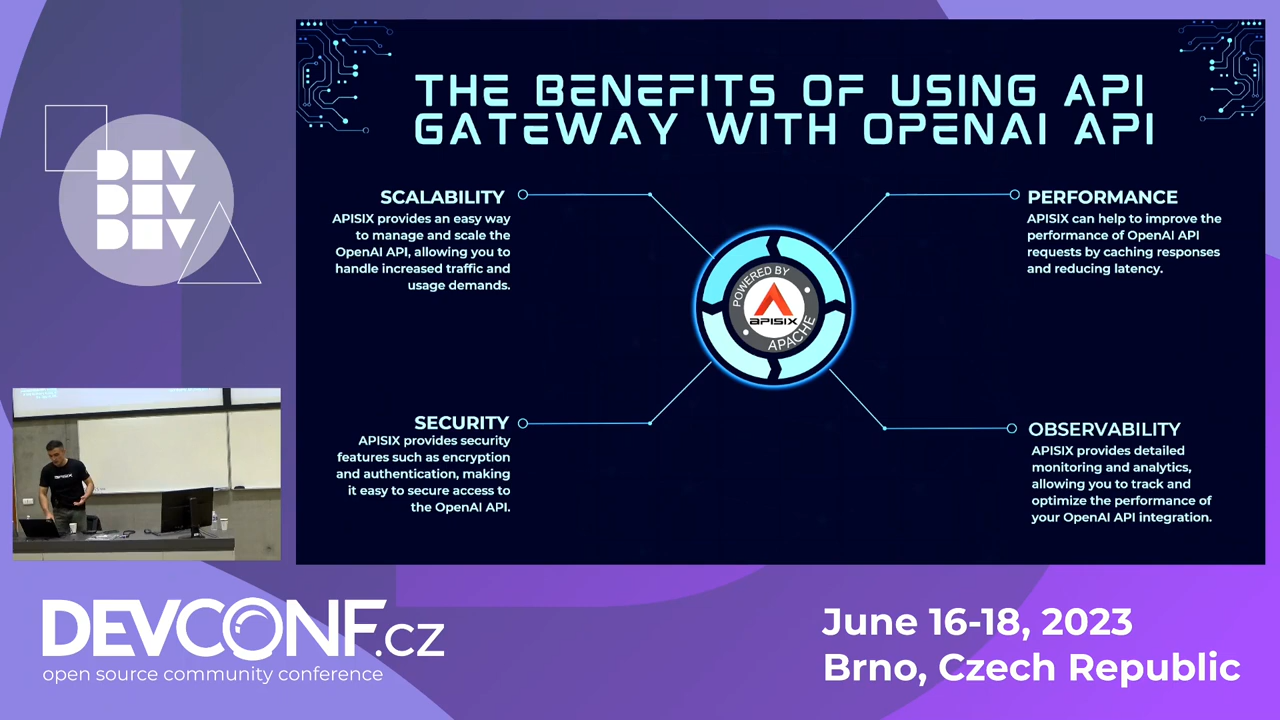 DEV
DEV
DEV
THE BENEFITS OF USING API
GATEWAY WITH OPENAI API
SCALABILITY
APISIX provides an easy way
to manage and scale the
OpenAI API, allowing you to
handle increased traffic and
usage demands.
PERFORMANCE
APISIX can help to improve the
performance of OpenAI API
requests by caching responses
and reducing latency.
POWERED BY
APISIX
APACHE
SECURITY
APISIX provides security
features such as encryption
and authentication, making
it easy to secure access to
the OpenAI API.
OBSERVABILITY
APISIX provides detailed
monitoring and analytics,
allowing you to track and
optimize the performance of
your OpenAI API integration.
APISIX
DEVCONF.cz
open source community conference
June 16-18, 2023
Brno, Czech Republic